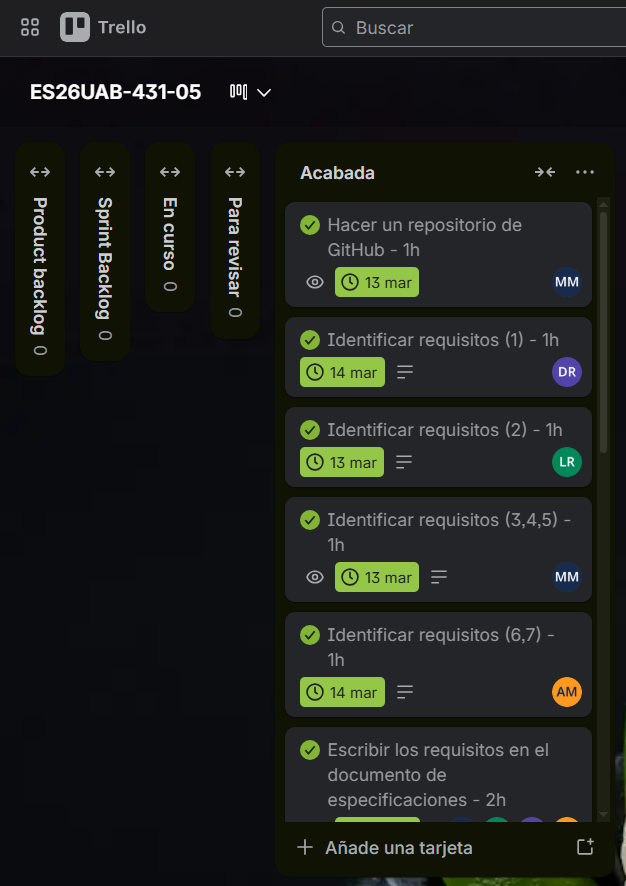 Trello
Buscar
ES26UAB-431-05
Product backlog 0
Sprint Backlog 0
En curso 0
Para revisar 0
Acabada
Hacer un repositorio de
GitHub - 1h
13 mar
MM
Identificar requisitos (1) - 1h
14 mar
DR
Identificar requisitos (2) - 1h
13 mar
LR
Identificar requisitos (3,4,5) -
1h
13 mar
MM
Identificar requisitos (6,7) -
1h
14 mar
AM
Escribir los requisitos en el
documento de
especificaciones - 2h
Añade una tarjeta